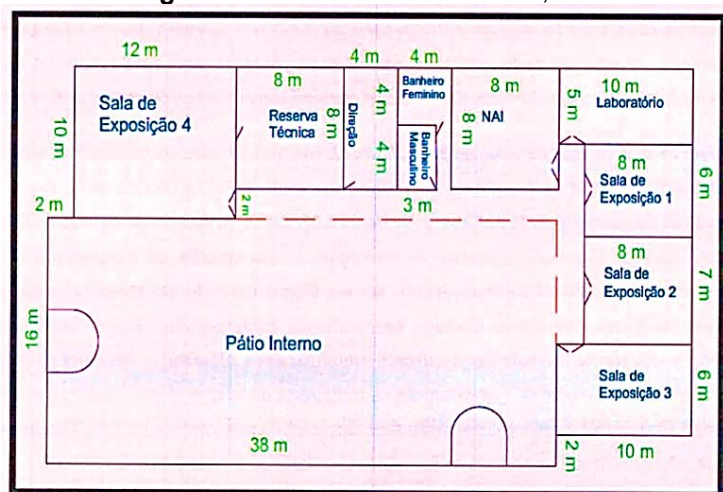 12 m
4 m 4 m
8 m
Banheiro
Feminino
8 m
10 m
Laboratório
Sala de
Exposição 4
Reserva
Técnica
8 m
Direção
4 m
NAI
5 m
10 m
4 m
Banheiro
Masculino
8 m
8 m
Sala de
Exposição 1
6 m
2 m
2 m
3 m
8 m
Sala de
Exposição 2
7 m
16 m
Pátio Interno
Sala de
Exposição 3
6 m
38 m
2 m
10 m